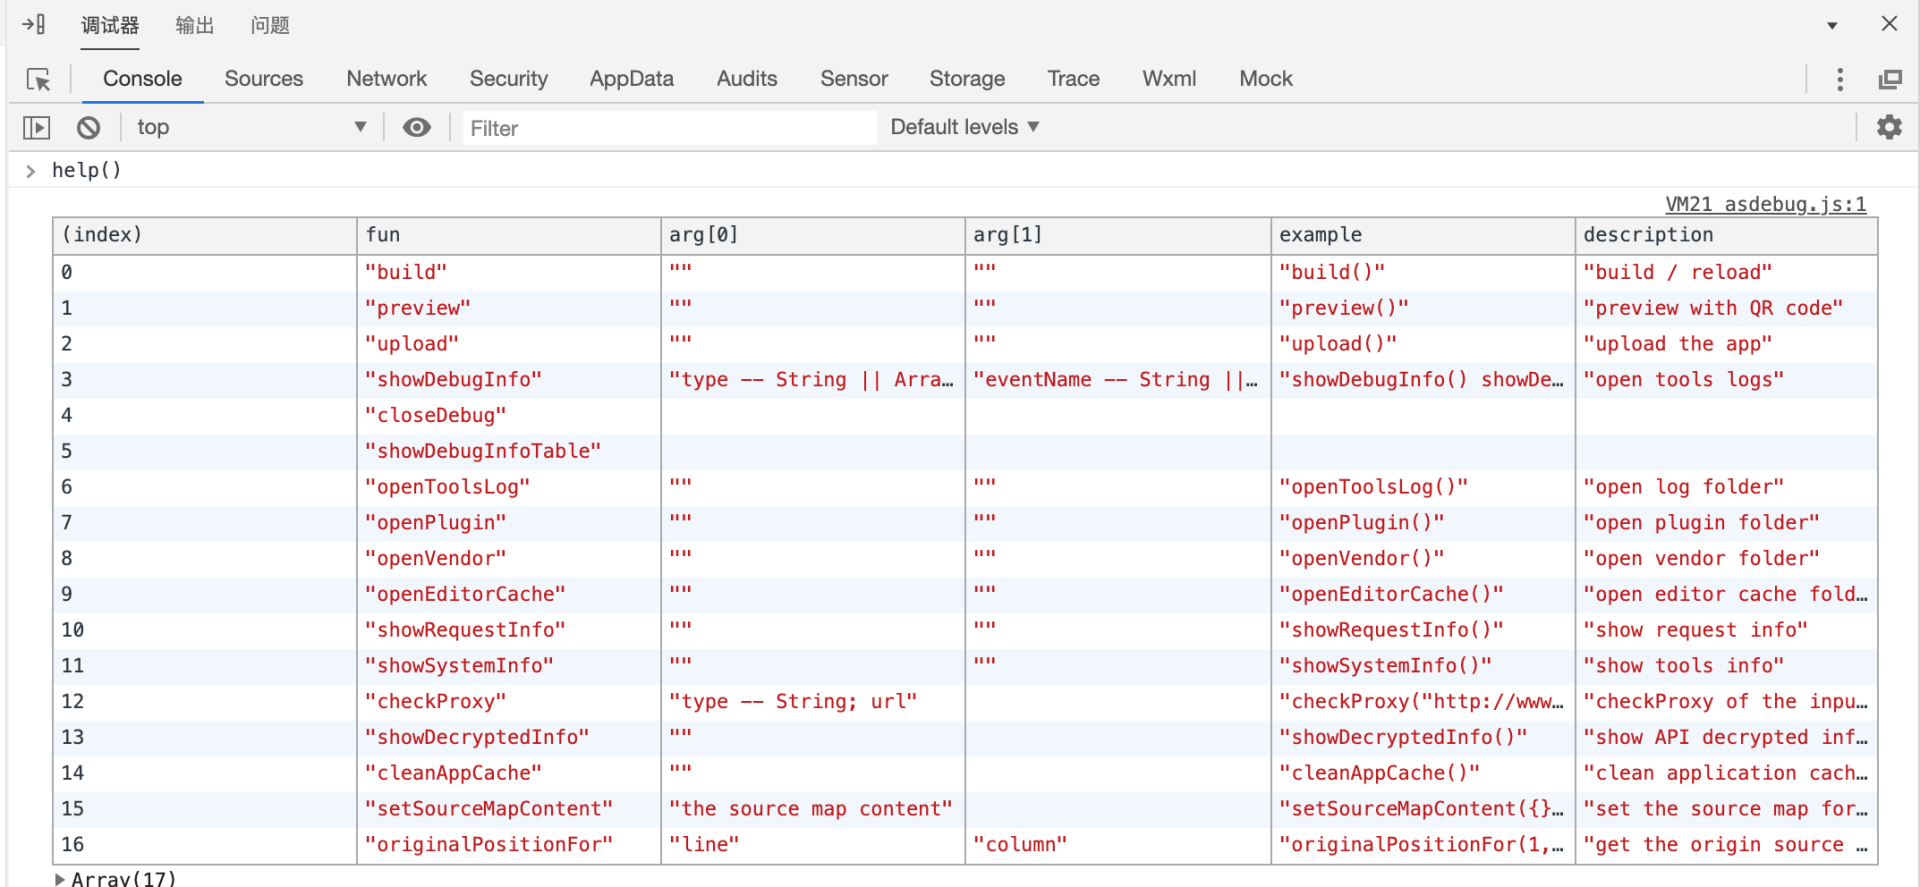 调试器 输出 问题
Console Sources Network Security AppData Audits Sensor Storage Trace Wxml Mock
top Filter Default levels
help()
VM21 asdebug.js:1
(index) fun arg[0] arg[1] example description
0 "build" "" "" "build()" "build / reload"
1 "preview" "" "" "preview()" "preview with QR code"
2 "upload" "" "" "upload()" "upload the app"
3 "showDebugInfo" "type -- String || Arra… "eventName -- String ||… "showDebugInfo() showDe… "open tools logs"
4 "closeDebug"
5 "showDebugInfoTable"
6 "openToolsLog" "" "" "openToolsLog()" "open log folder"
7 "openPlugin" "" "" "openPlugin()" "open plugin folder"
8 "openVendor" "" "" "openVendor()" "open vendor folder"
9 "openEditorCache" "" "" "openEditorCache()" "open editor cache fold…
10 "showRequestInfo" "" "" "showRequestInfo()" "show request info"
11 "showSystemInfo" "" "" "showSystemInfo()" "show tools info"
12 "checkProxy" "type -- String; url" "checkProxy("http://www… "checkProxy of the inpu…
13 "showDecryptedInfo" "" "showDecryptedInfo()" "show API decrypted inf…
14 "cleanAppCache" "" "cleanAppCache()" "clean application cach…
15 "setSourceMapContent" "the source map content" "setSourceMapContent({}… "set the source map for…
16 "originalPositionFor" "line" "column" "originalPositionFor(1,… "get the origin source …
Array(17)